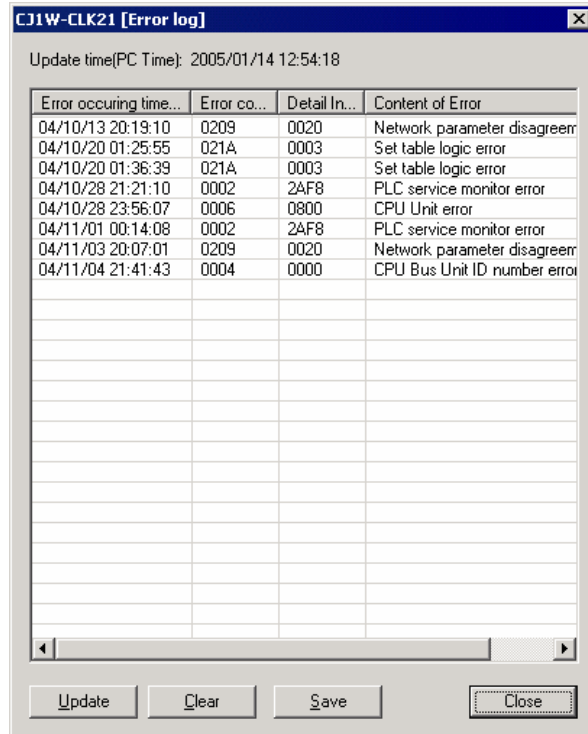 CJ1W-CLK21 [Error log]
Update time(PC Time): 2005/01/14 12:54:18
Error occuring time... Error co... Detail In... Content of Error
04/10/13 20:19:10 0209 0020 Network parameter disagreem
04/10/20 01:25:55 021A 0003 Set table logic error
04/10/20 01:36:39 021A 0003 Set table logic error
04/10/28 21:21:10 0002 2AF8 PLC service monitor error
04/10/28 23:56:07 0006 0800 CPU Unit error
04/11/01 00:14:08 0002 2AF8 PLC service monitor error
04/11/03 20:07:01 0209 0020 Network parameter disagreem
04/11/04 21:41:43 0004 0000 CPU Bus Unit ID number error
Update Clear Save Close